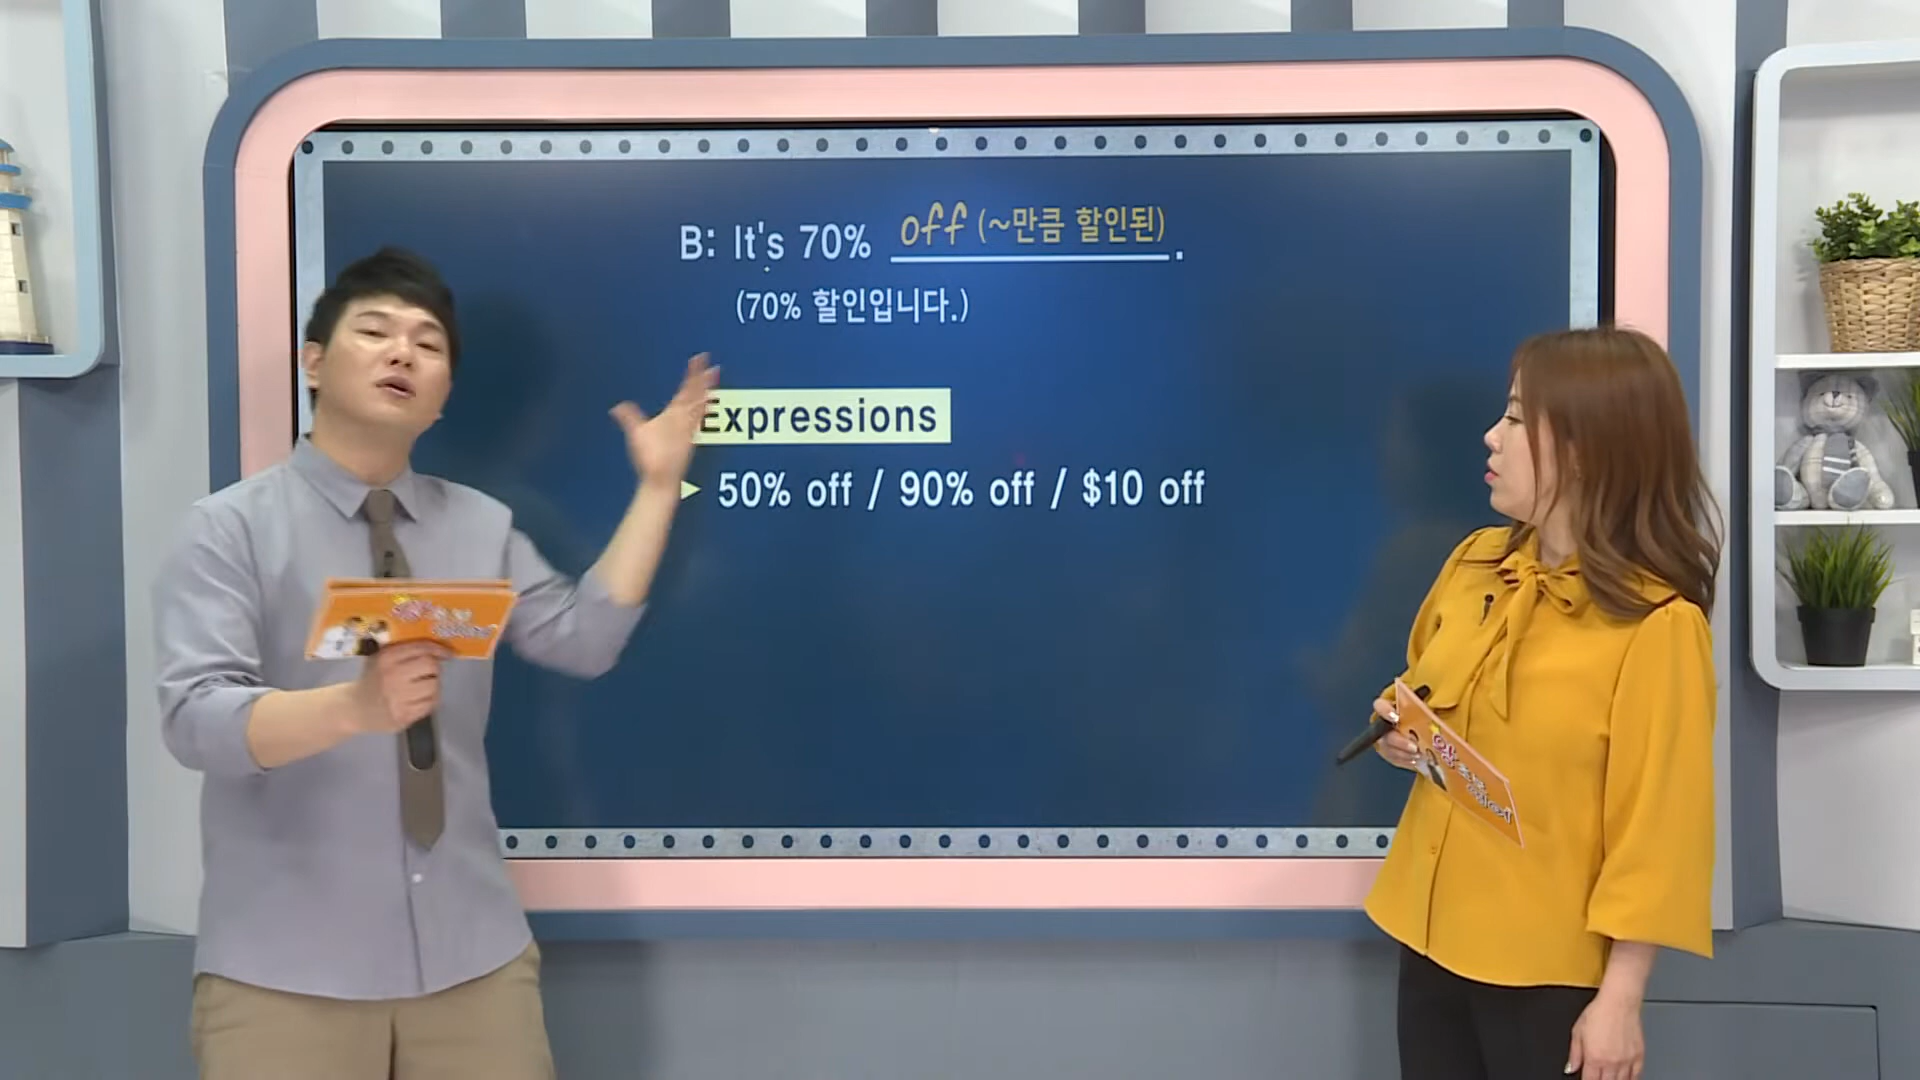 B: It's 70% off (~만큼 할인된).
(70% 할인입니다.)
Expressions
▶ 50% off / 90% off / $10 off